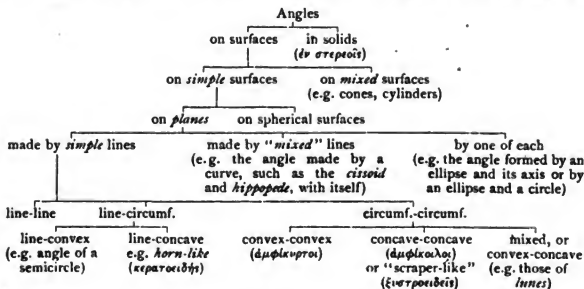 Angles
on surfaces in solids
(ἐν στερεοῖς)
on simple surfaces on mixed surfaces
(e.g. cones, cylinders)
on planes on spherical surfaces
made by simple lines made by "mixed" lines by one of each
(e.g. the angle made by a (e.g. the angle formed by an
curve, such as the cissoid ellipse and its axis or by
and hippopede, with itself) an ellipse and a circle)
line-line line-circumf. circumf.-circumf.
line-convex line-concave convex-convex concave-concave mixed, or
(e.g. angle of a e.g. horn-like (ἀμφίκυρτοι) (ἀμφίκοιλοι) convex-concave
semicircle) (κερατοειδής) or "scraper-like" (e.g. those of
(ξυστροειδεῖς) lunes)